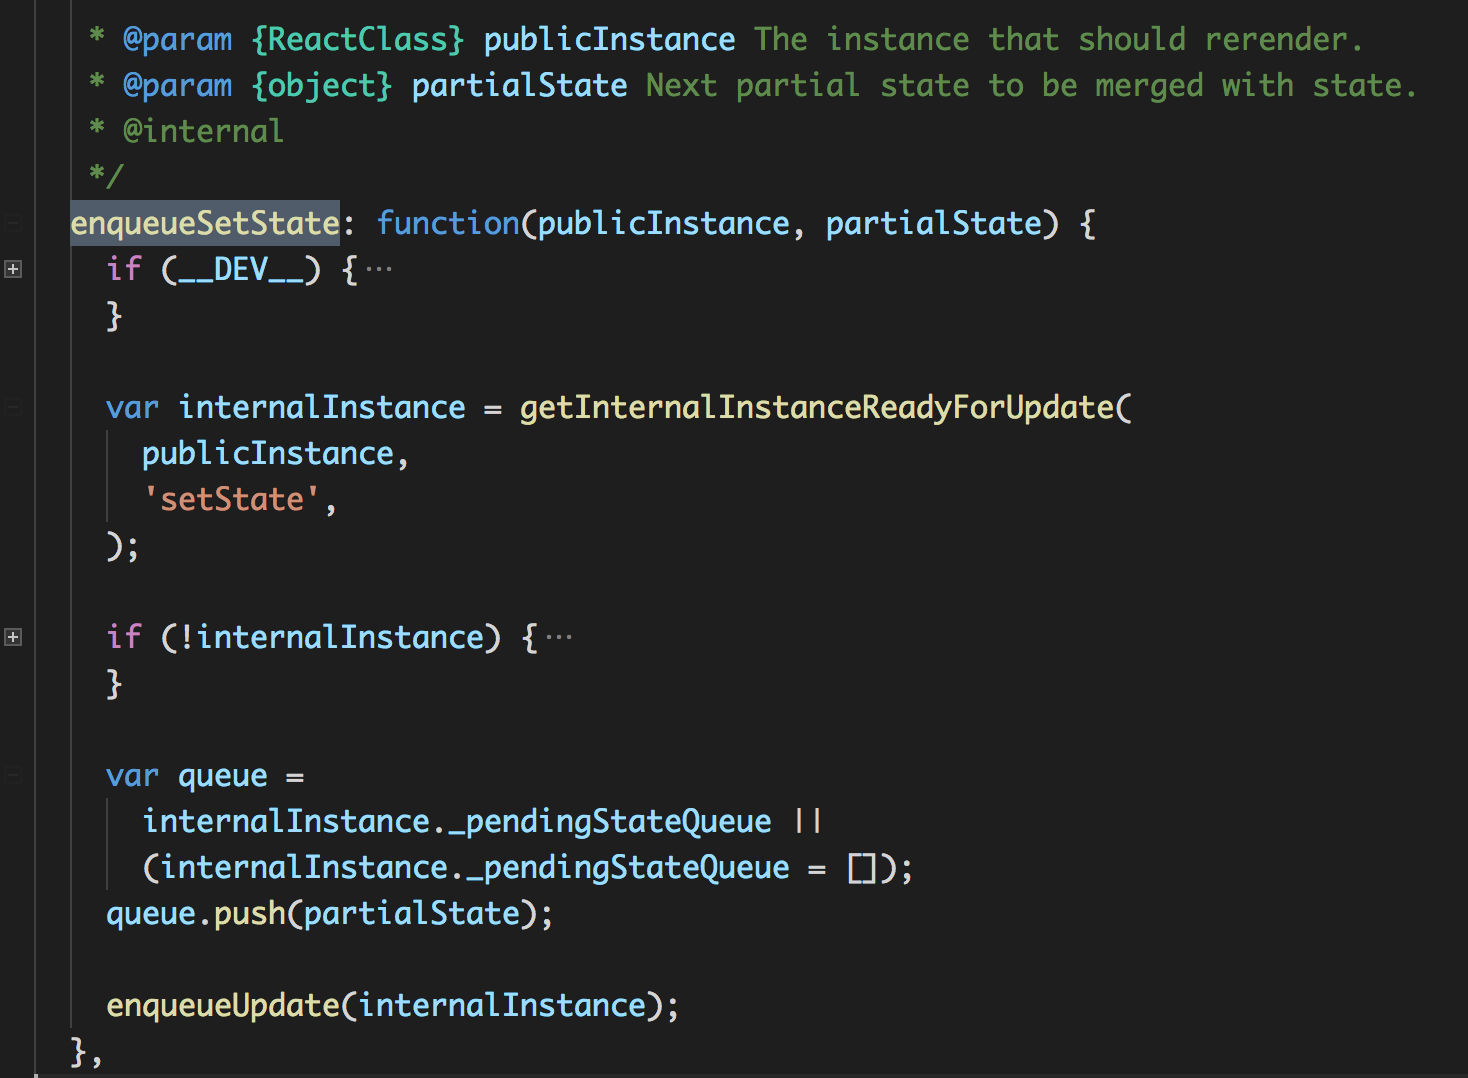 * @param {ReactClass} publicInstance The instance that should rerender.
* @param {object} partialState Next partial state to be merged with state.
* @internal
*/
enqueueSetState: function(publicInstance, partialState) {
if (__DEV__) {···
}
var internalInstance = getInternalInstanceReadyForUpdate(
publicInstance,
'setState',
);
if (!internalInstance) {···
}
var queue =
internalInstance._pendingStateQueue ||
(internalInstance._pendingStateQueue = []);
queue.push(partialState);
enqueueUpdate(internalInstance);
},